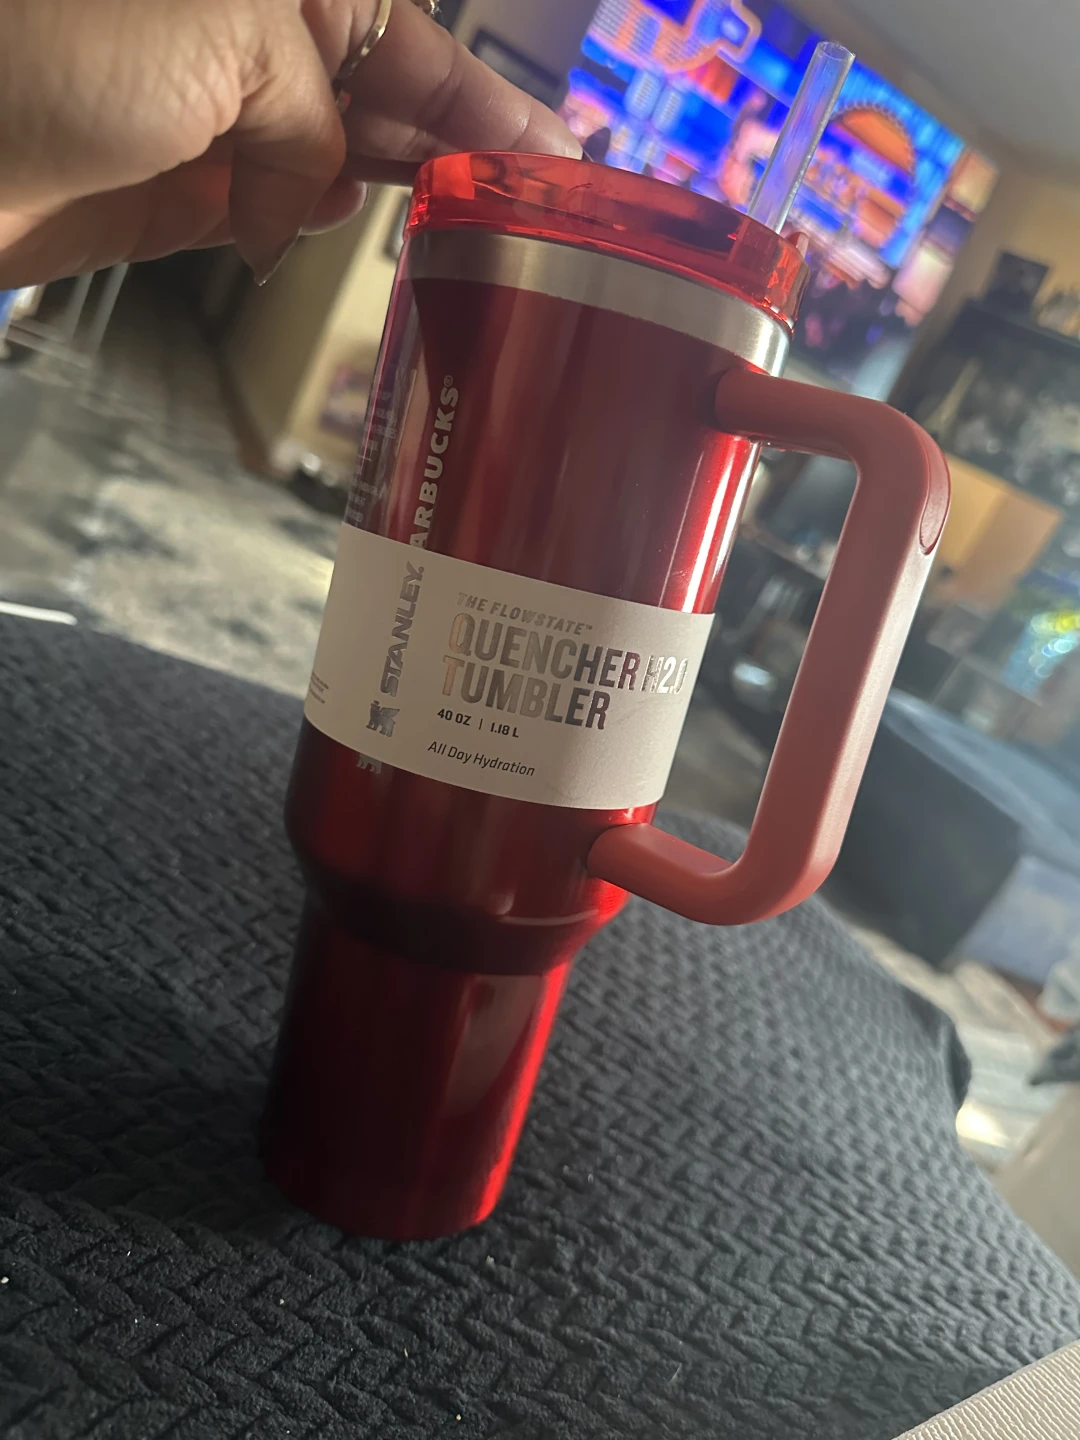 ARBUCKS®
STANLEY.
THE FLOWSTATE™
QUENCHER H2.0
TUMBLER
40 OZ | 1.18 L
All Day Hydration